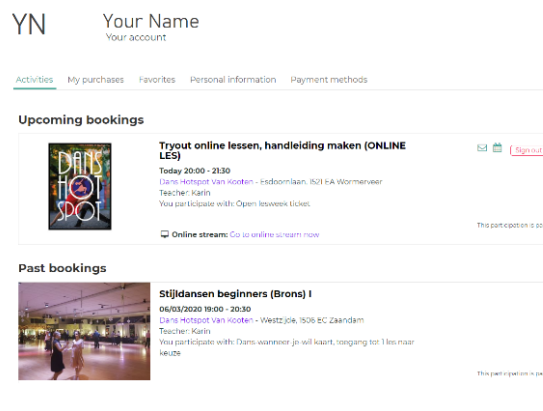 YN
Your Name
Your account
Activities My purchases Favorites Personal information Payment methods
Upcoming bookings
DANS
HOT
SPOT
Tryout online lessen, handleiding maken (ONLINE
LES)
Today 20:00 - 21:30
Dans Hotspot Van Kooten - Esdoornlaan, 1521 EA Wormerveer
Teacher: Karin
You participate with: Open lesweek ticket.
Online stream: Go to online stream now
Sign out
This participation is pa
Past bookings
Stijldansen beginners (Brons) I
06/03/2020 19:00 - 20:30
Dans Hotspot Van Kooten - Westzijde, 1506 EC Zaandam
Teacher: Karin
You participate with: Dans-wanneer-je-wil kaart, toegang tot 1 les naar
keuze
This participation is pa